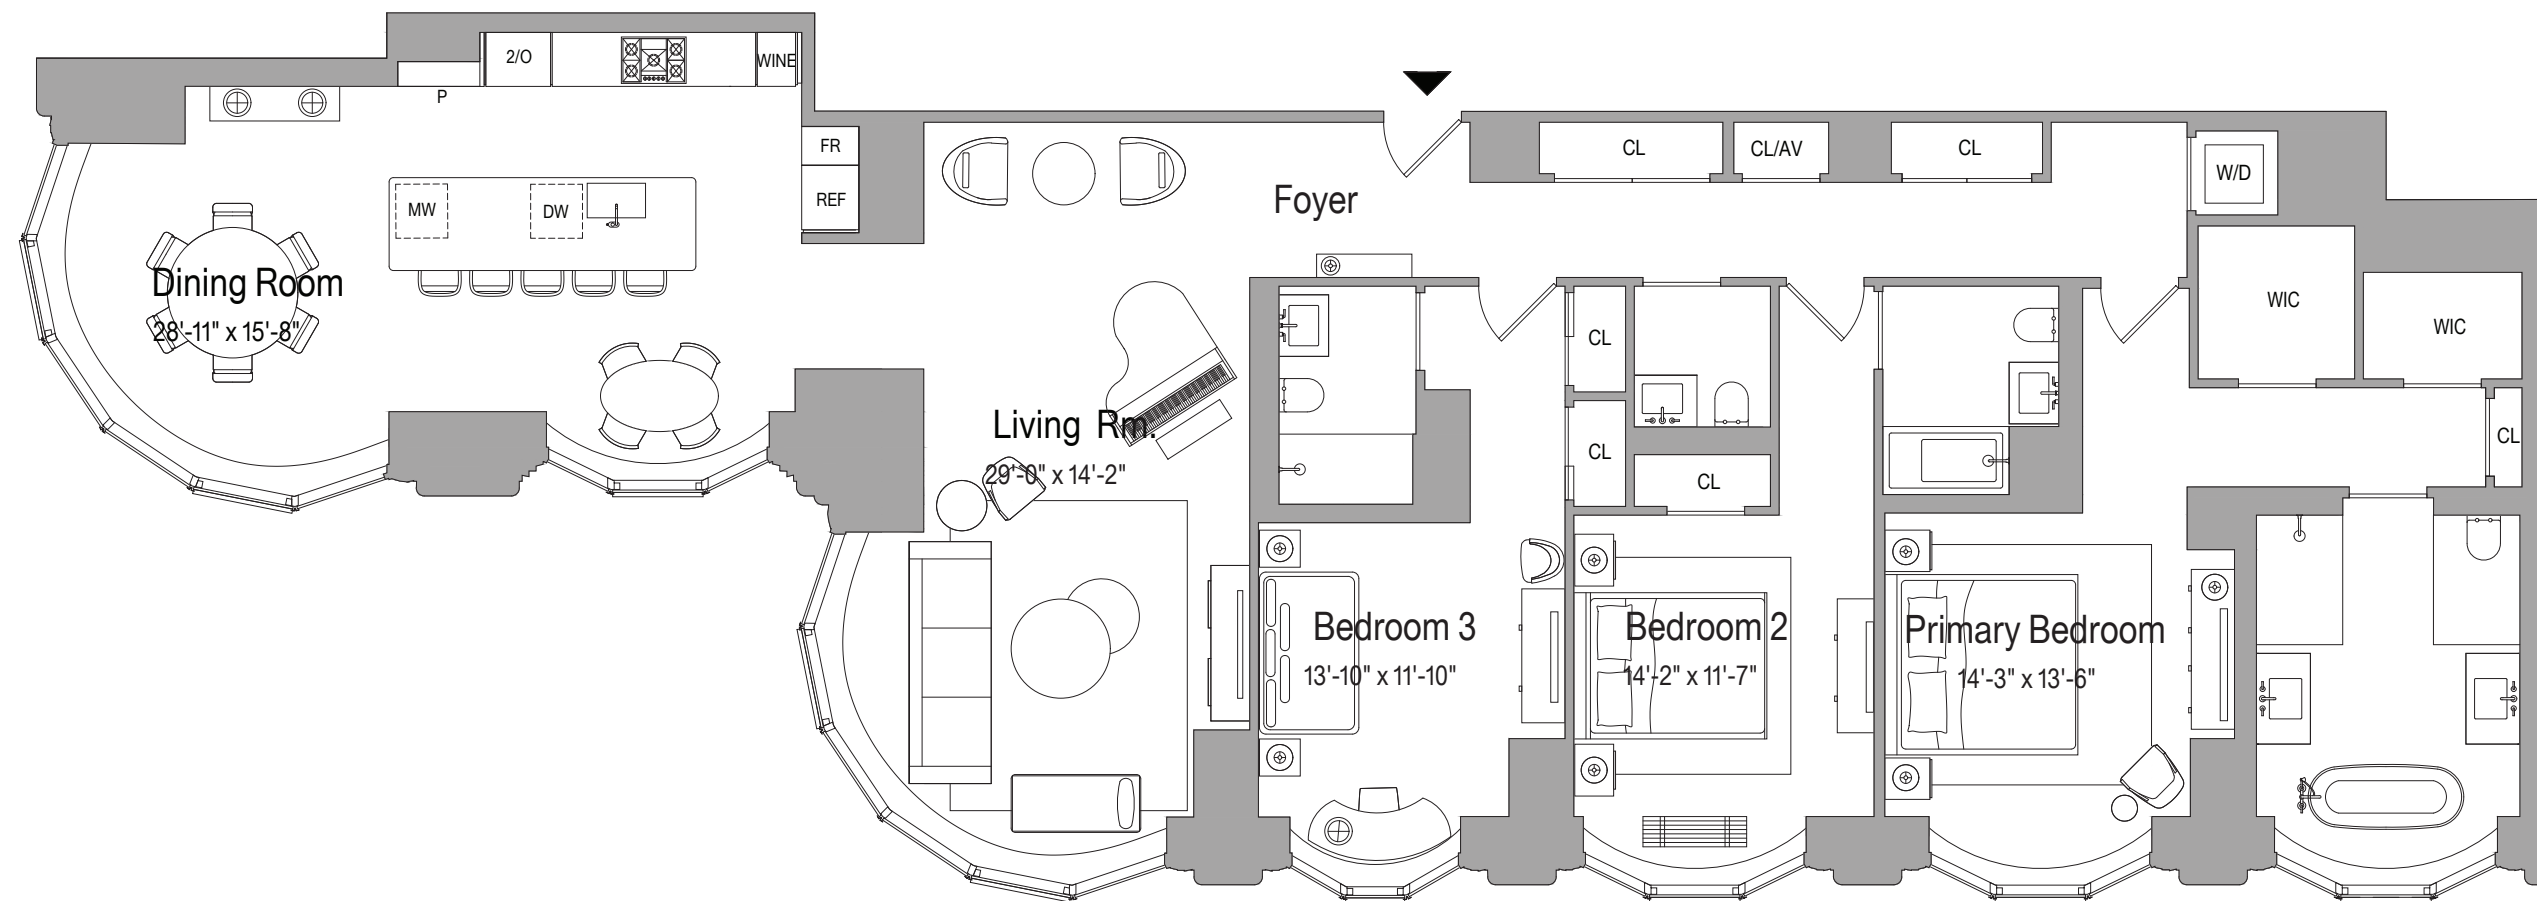 2/O
WINE
P
FR
REF
MW
DW
Dining Room
28'-11" x 15'-8"
Foyer
CL
CL/AV
CL
W/D
WIC
WIC
CL
CL
CL
CL
Living Rm.
29'-0" x 14'-2"
Bedroom 3
13'-10" x 11'-10"
Bedroom 2
14'-2" x 11'-7"
Primary Bedroom
14'-3" x 13'-6"